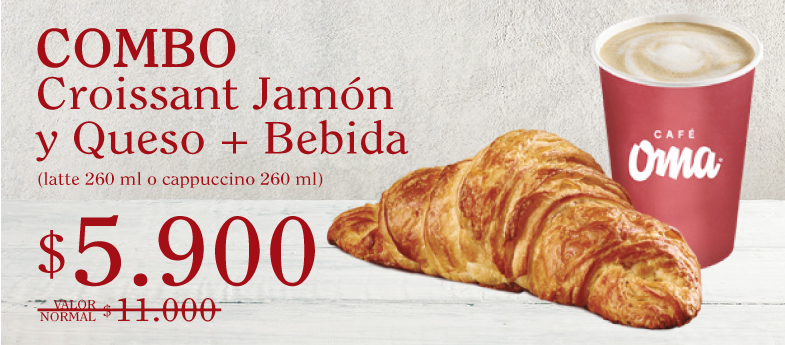 COMBO
Croissant Jamón
y Queso + Bebida
(latte 260 ml o cappuccino 260 ml)
$5.900
VALOR NORMAL $11.000
CAFÉ
oma